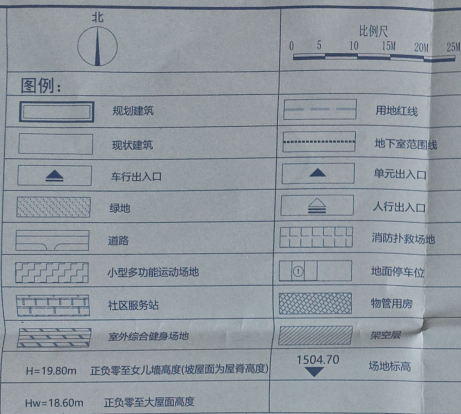 北
比例尺
0 5 10 15M 20M 25M
图例：
规划建筑 用地红线
现状建筑 地下室范围线
车行出入口 单元出入口
绿地 人行出入口
道路 消防扑救场地
小型多功能运动场地 ① 地面停车位
社区服务站 物管用房
室外综合健身场地 架空层
H=19.80m 正负零至女儿墙高度(坡屋面为屋脊高度) 1504.70 场地标高
Hw=18.60m 正负零至大屋面高度